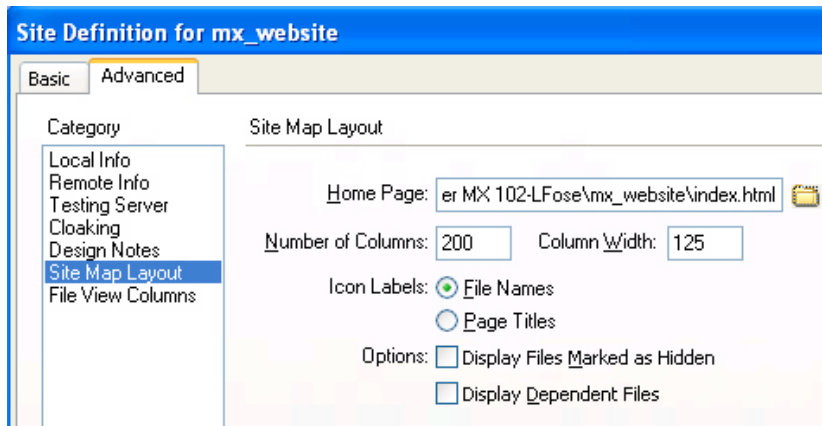 Site Definition for mx_website
Basic
Advanced
Category
Local Info
Remote Info
Testing Server
Cloaking
Design Notes
Site Map Layout
File View Columns
Site Map Layout
Home Page: er MX 102-LFose\mx_website\index.html
Number of Columns: 200 Column Width: 125
Icon Labels: File Names
Page Titles
Options: Display Files Marked as Hidden
Display Dependent Files